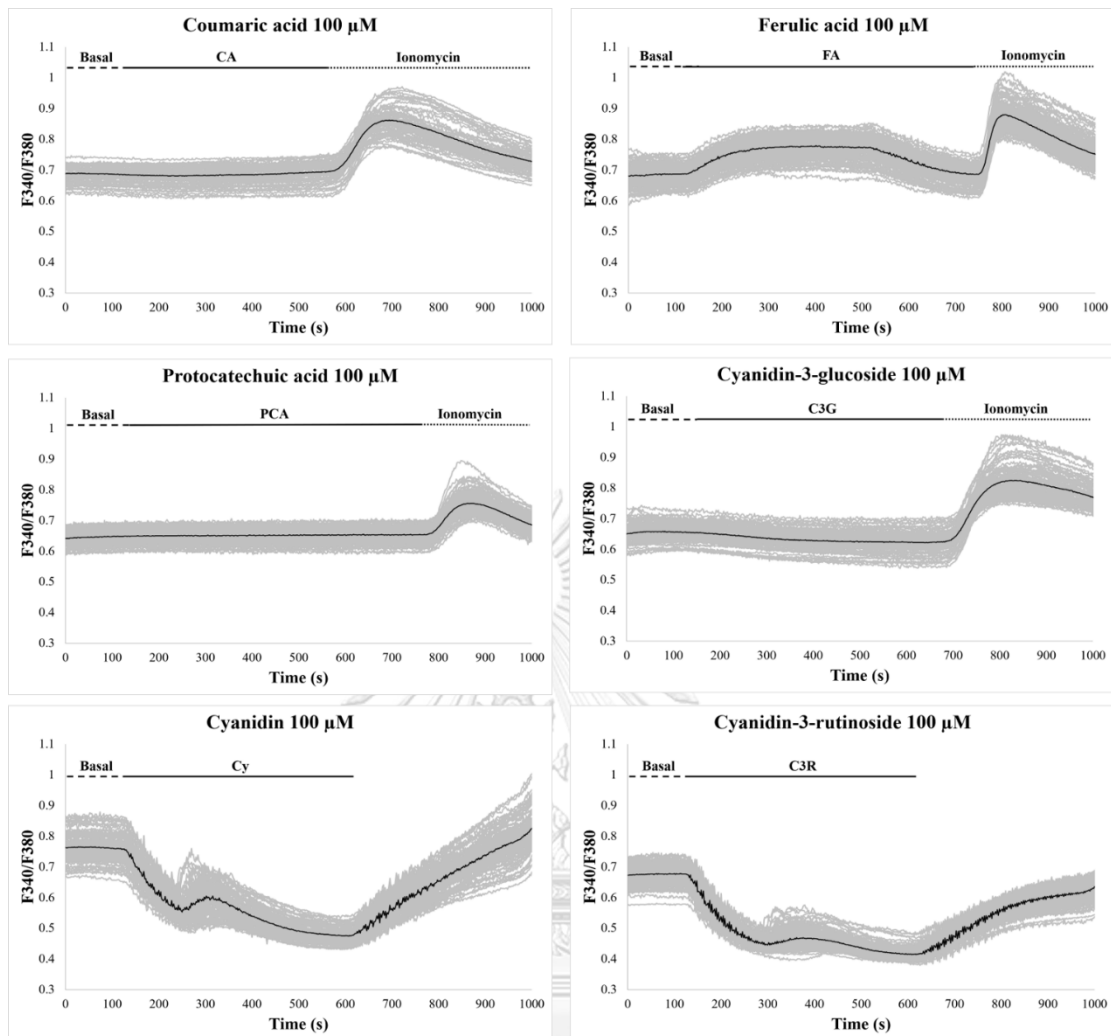 Coumaric acid 100 µM
1.1
Basal CA Ionomycin
1
0.9
0.8
0.7
0.6
0.5
0.4
0.3
F340/F380
0 100 200 300 400 500 600 700 800 900 1000
Time (s)
Ferulic acid 100 µM
1.1
Basal FA Ionomycin
1
0.9
0.8
0.7
0.6
0.5
0.4
0.3
F340/F380
0 100 200 300 400 500 600 700 800 900 1000
Time (s)
Protocatechuic acid 100 µM
1.1
Basal PCA Ionomycin
1
0.9
0.8
0.7
0.6
0.5
0.4
0.3
F340/F380
0 100 200 300 400 500 600 700 800 900 1000
Time (s)
Cyanidin-3-glucoside 100 µM
1.1
Basal C3G Ionomycin
1
0.9
0.8
0.7
0.6
0.5
0.4
0.3
F340/F380
0 100 200 300 400 500 600 700 800 900 1000
Time (s)
Cyanidin 100 µM
1.1
Basal Cy
1
0.9
0.8
0.7
0.6
0.5
0.4
0.3
F340/F380
0 100 200 300 400 500 600 700 800 900 1000
Time (s)
Cyanidin-3-rutinoside 100 µM
1.1
Basal C3R
1
0.9
0.8
0.7
0.6
0.5
0.4
0.3
F340/F380
0 100 200 300 400 500 600 700 800 900 1000
Time (s)